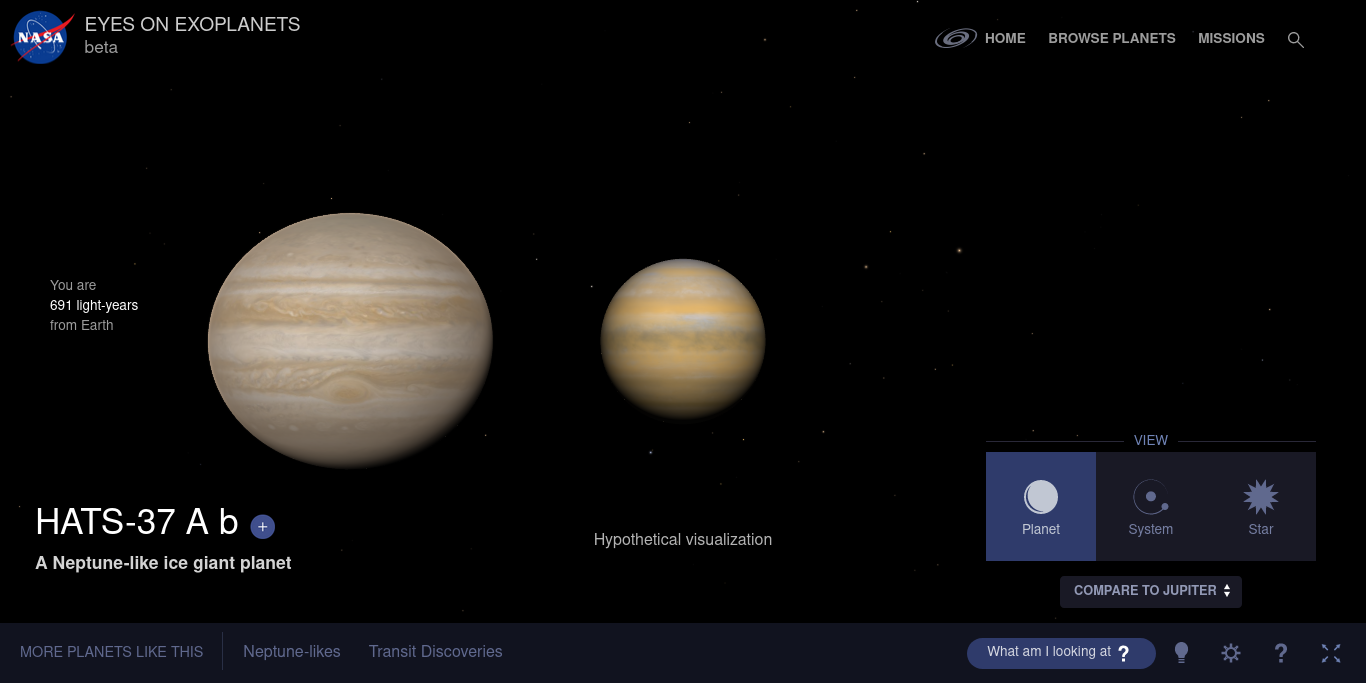 NASA
EYES ON EXOPLANETS
beta
HOME
BROWSE PLANETS
MISSIONS
You are
691 light-years
from Earth
VIEW
Planet
System
Star
HATS-37 A b +
A Neptune-like ice giant planet
Hypothetical visualization
COMPARE TO JUPITER
MORE PLANETS LIKE THIS
Neptune-likes
Transit Discoveries
What am I looking at ?
?